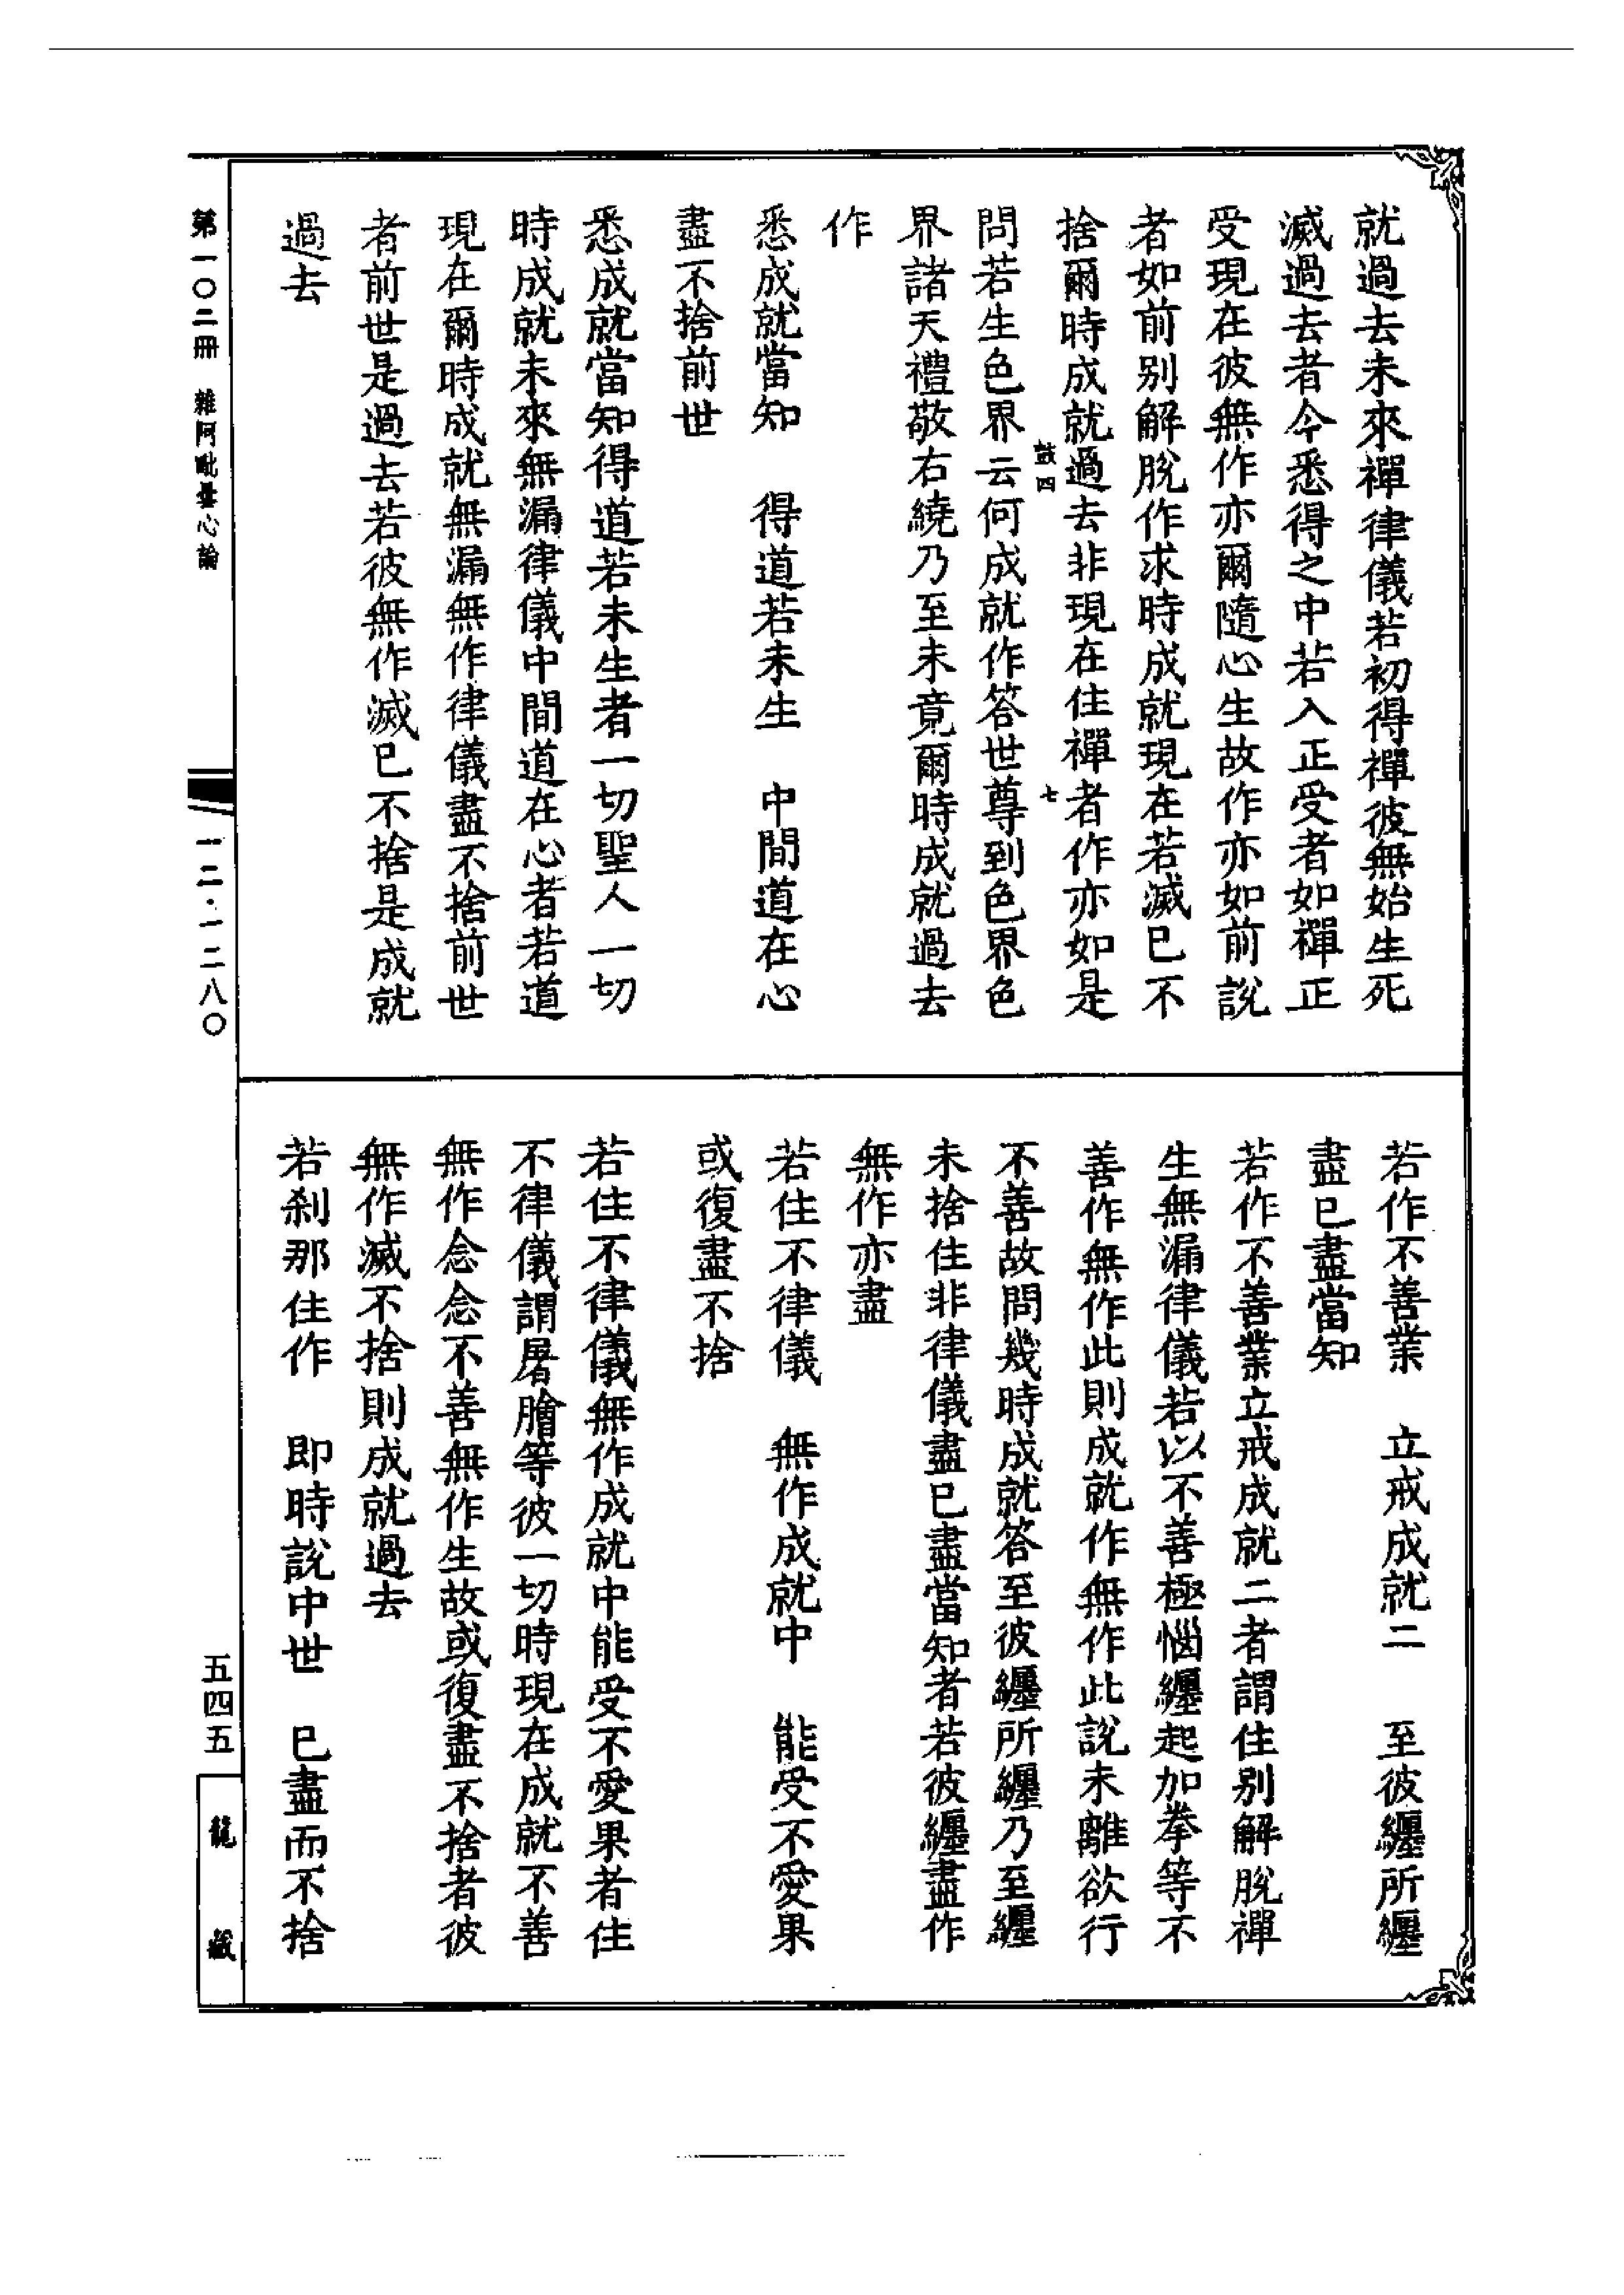 就過去未來禪律儀若初得禪彼無始生死
滅過去者今悉得之中若入正受者如禪正
受現在彼無作亦爾隨心生故作亦如前說
者如前别解脫作求時成就現在若滅已不
捨爾時成就過去非現在住禪者作亦如是
鼓四
七
問若生色界云何成就作答世尊到色界色
界諸天禮敬右繞乃至未竟爾時成就過去
作
悉成就當知　得道若未生　中間道在心
盡不捨前世
悉成就當知得道若未生者一切聖人一切
時成就未來無漏律儀中間道在心者若道
現在爾時成就無漏無作律儀盡不捨前世
者前世是過去若彼無作滅已不捨是成就
過去
若作不善業　立戒成就二　至彼纏所纏
盡已盡當知
若作不善業立戒成就二者謂住别解脫禪
生無漏律儀若以不善極惱纏起加拳等不
善作無作此則成就作無作此說未離欲行
不善故問幾時成就答至彼纏所纏乃至纏
未捨住非律儀盡已盡當知者若彼纏盡作
無作亦盡
若住不律儀　無作成就中　能受不愛果
或復盡不捨
若住不律儀無作成就中能受不愛果者住
不律儀謂屠膾等彼一切時現在成就不善
無作念念不善無作生故或復盡不捨者彼
無作滅不捨則成就過去
若刹那住作　即時說中世　已盡而不捨
第一〇二冊　雜阿毗曇心論
一二·一二八〇
五四五
龍藏